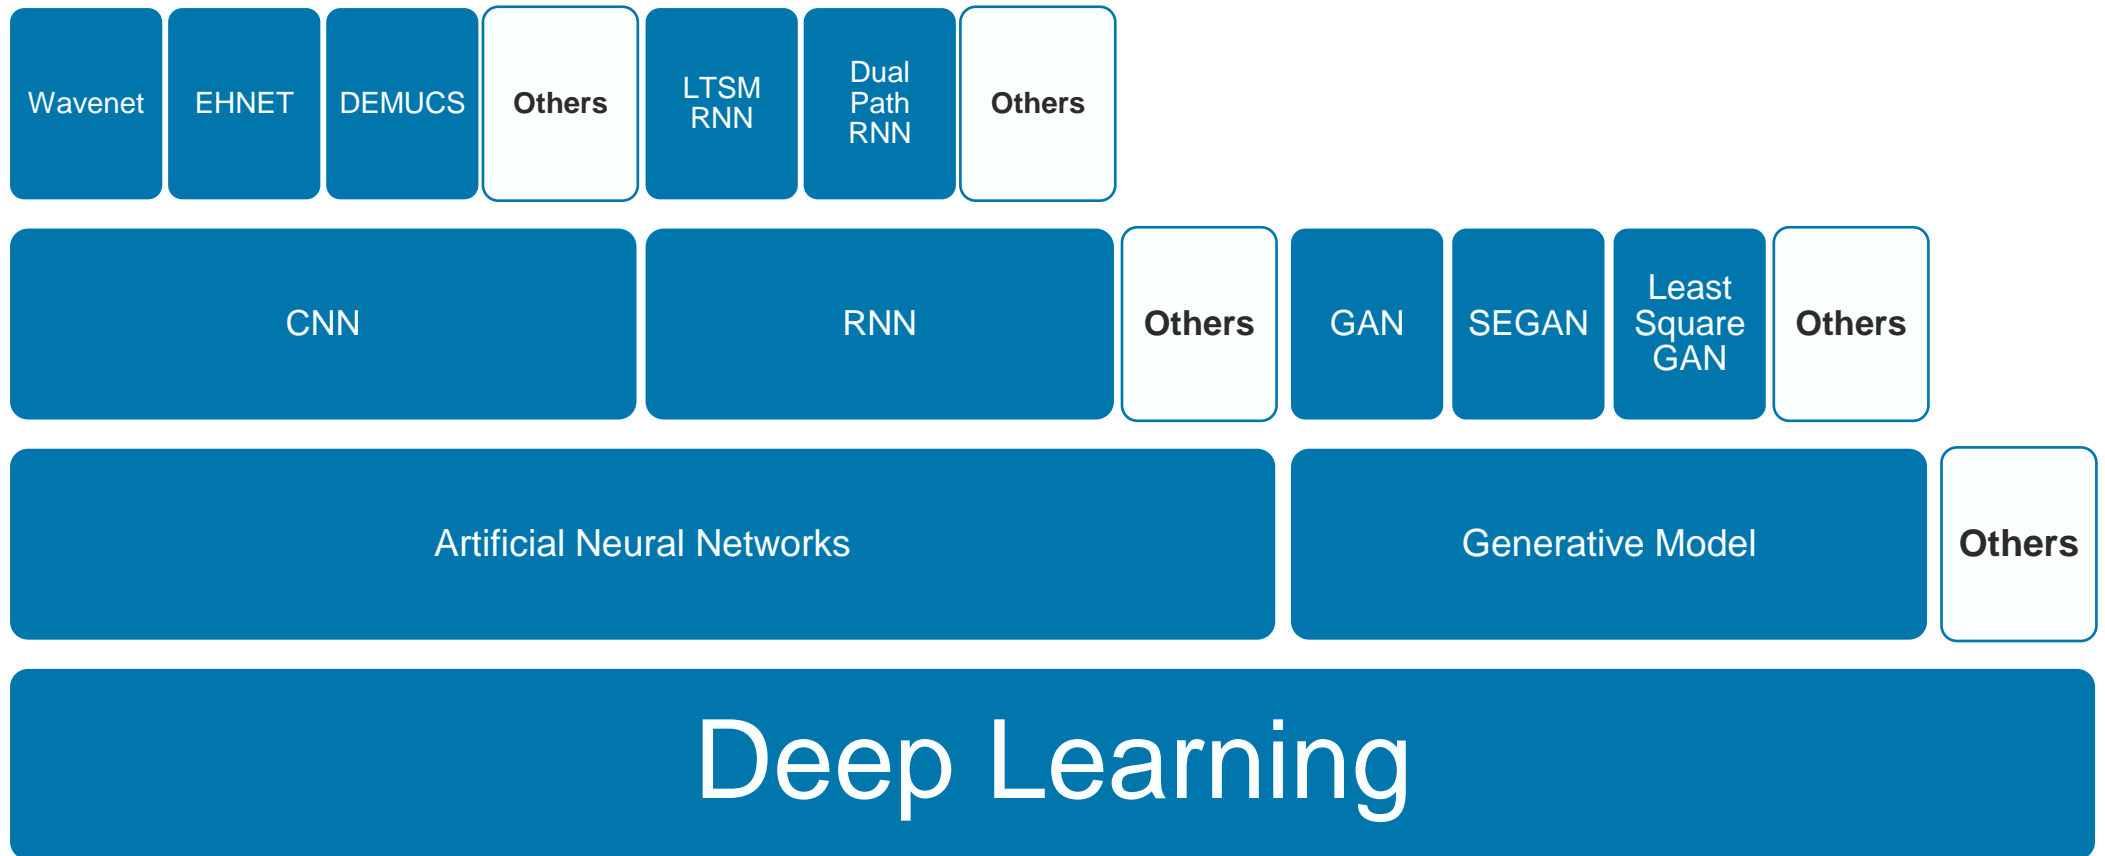 Wavenet
EHNET
DEMUCS
Others
LTSM
RNN
Dual
Path
RNN
Others
CNN
RNN
Others
GAN
SEGAN
Least
Square
GAN
Others
Artificial Neural Networks
Generative Model
Others
Deep Learning